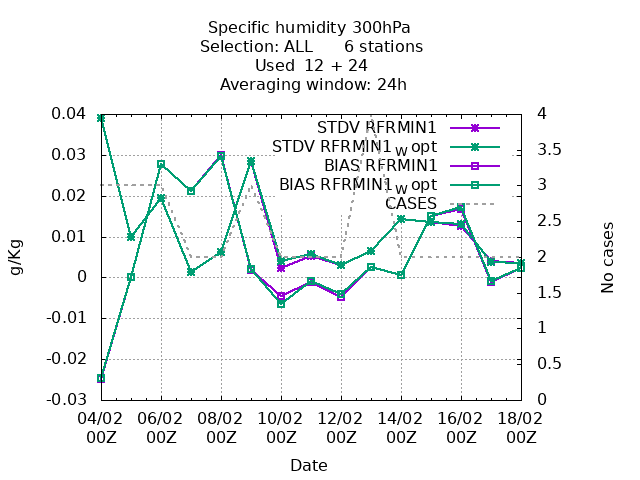 Specific humidity 300hPa
Selection: ALL 6 stations
Used 12 + 24
Averaging window: 24h
STDV RFRMIN1
STDV RFRMIN1 w opt
BIAS RFRMIN1
BIAS RFRMIN1 w opt
CASES
g/Kg
0.04
0.03
0.02
0.01
0
-0.01
-0.02
-0.03
No cases
4
3.5
3
2.5
2
1.5
1
0.5
0
04/02 06/02 08/02 10/02 12/02 14/02 16/02 18/02
00Z 00Z 00Z 00Z 00Z 00Z 00Z 00Z
Date